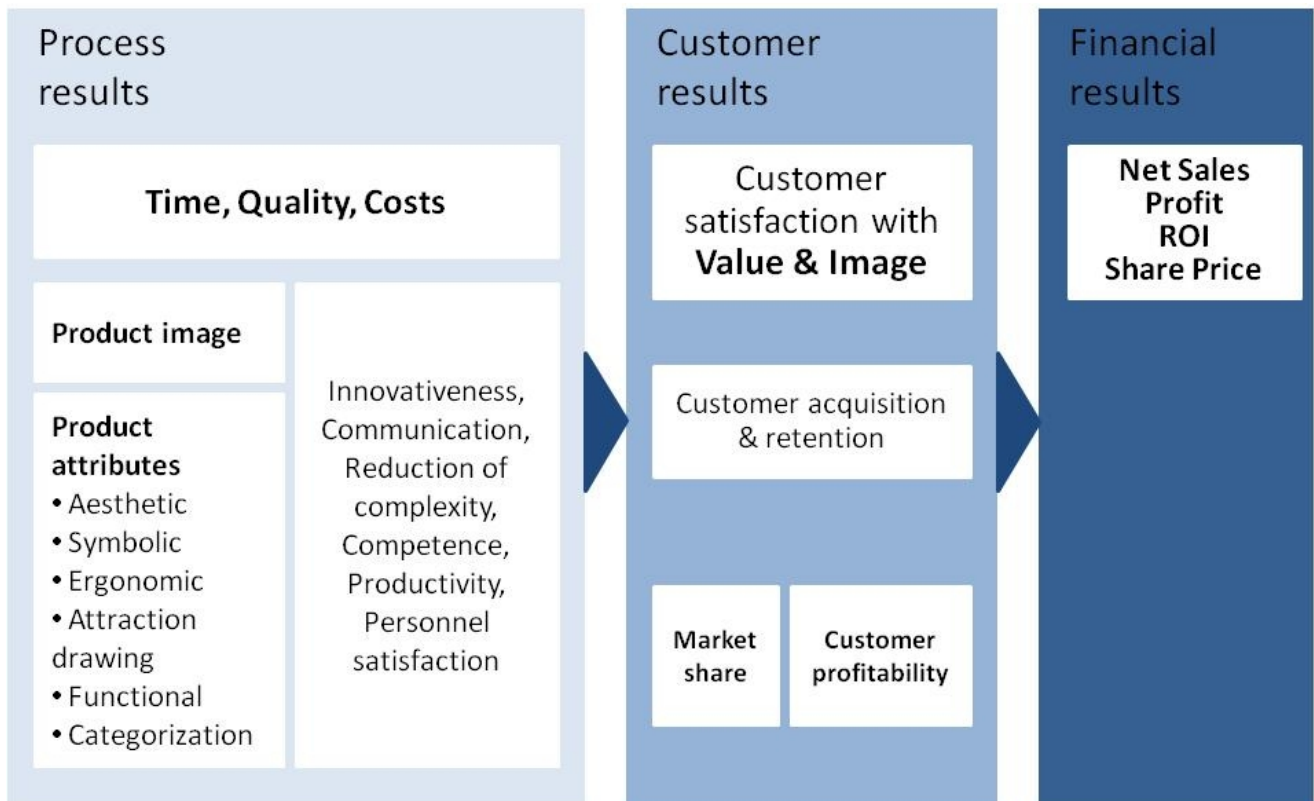 Process
results
Time, Quality, Costs
Product image
Product
attributes
• Aesthetic
• Symbolic
• Ergonomic
• Attraction
drawing
• Functional
• Categorization
Innovativeness,
Communication,
Reduction of
complexity,
Competence,
Productivity,
Personnel
satisfaction
Customer
results
Customer
satisfaction with
Value & Image
Customer acquisition
& retention
Market
share
Customer
profitability
Financial
results
Net Sales
Profit
ROI
Share Price